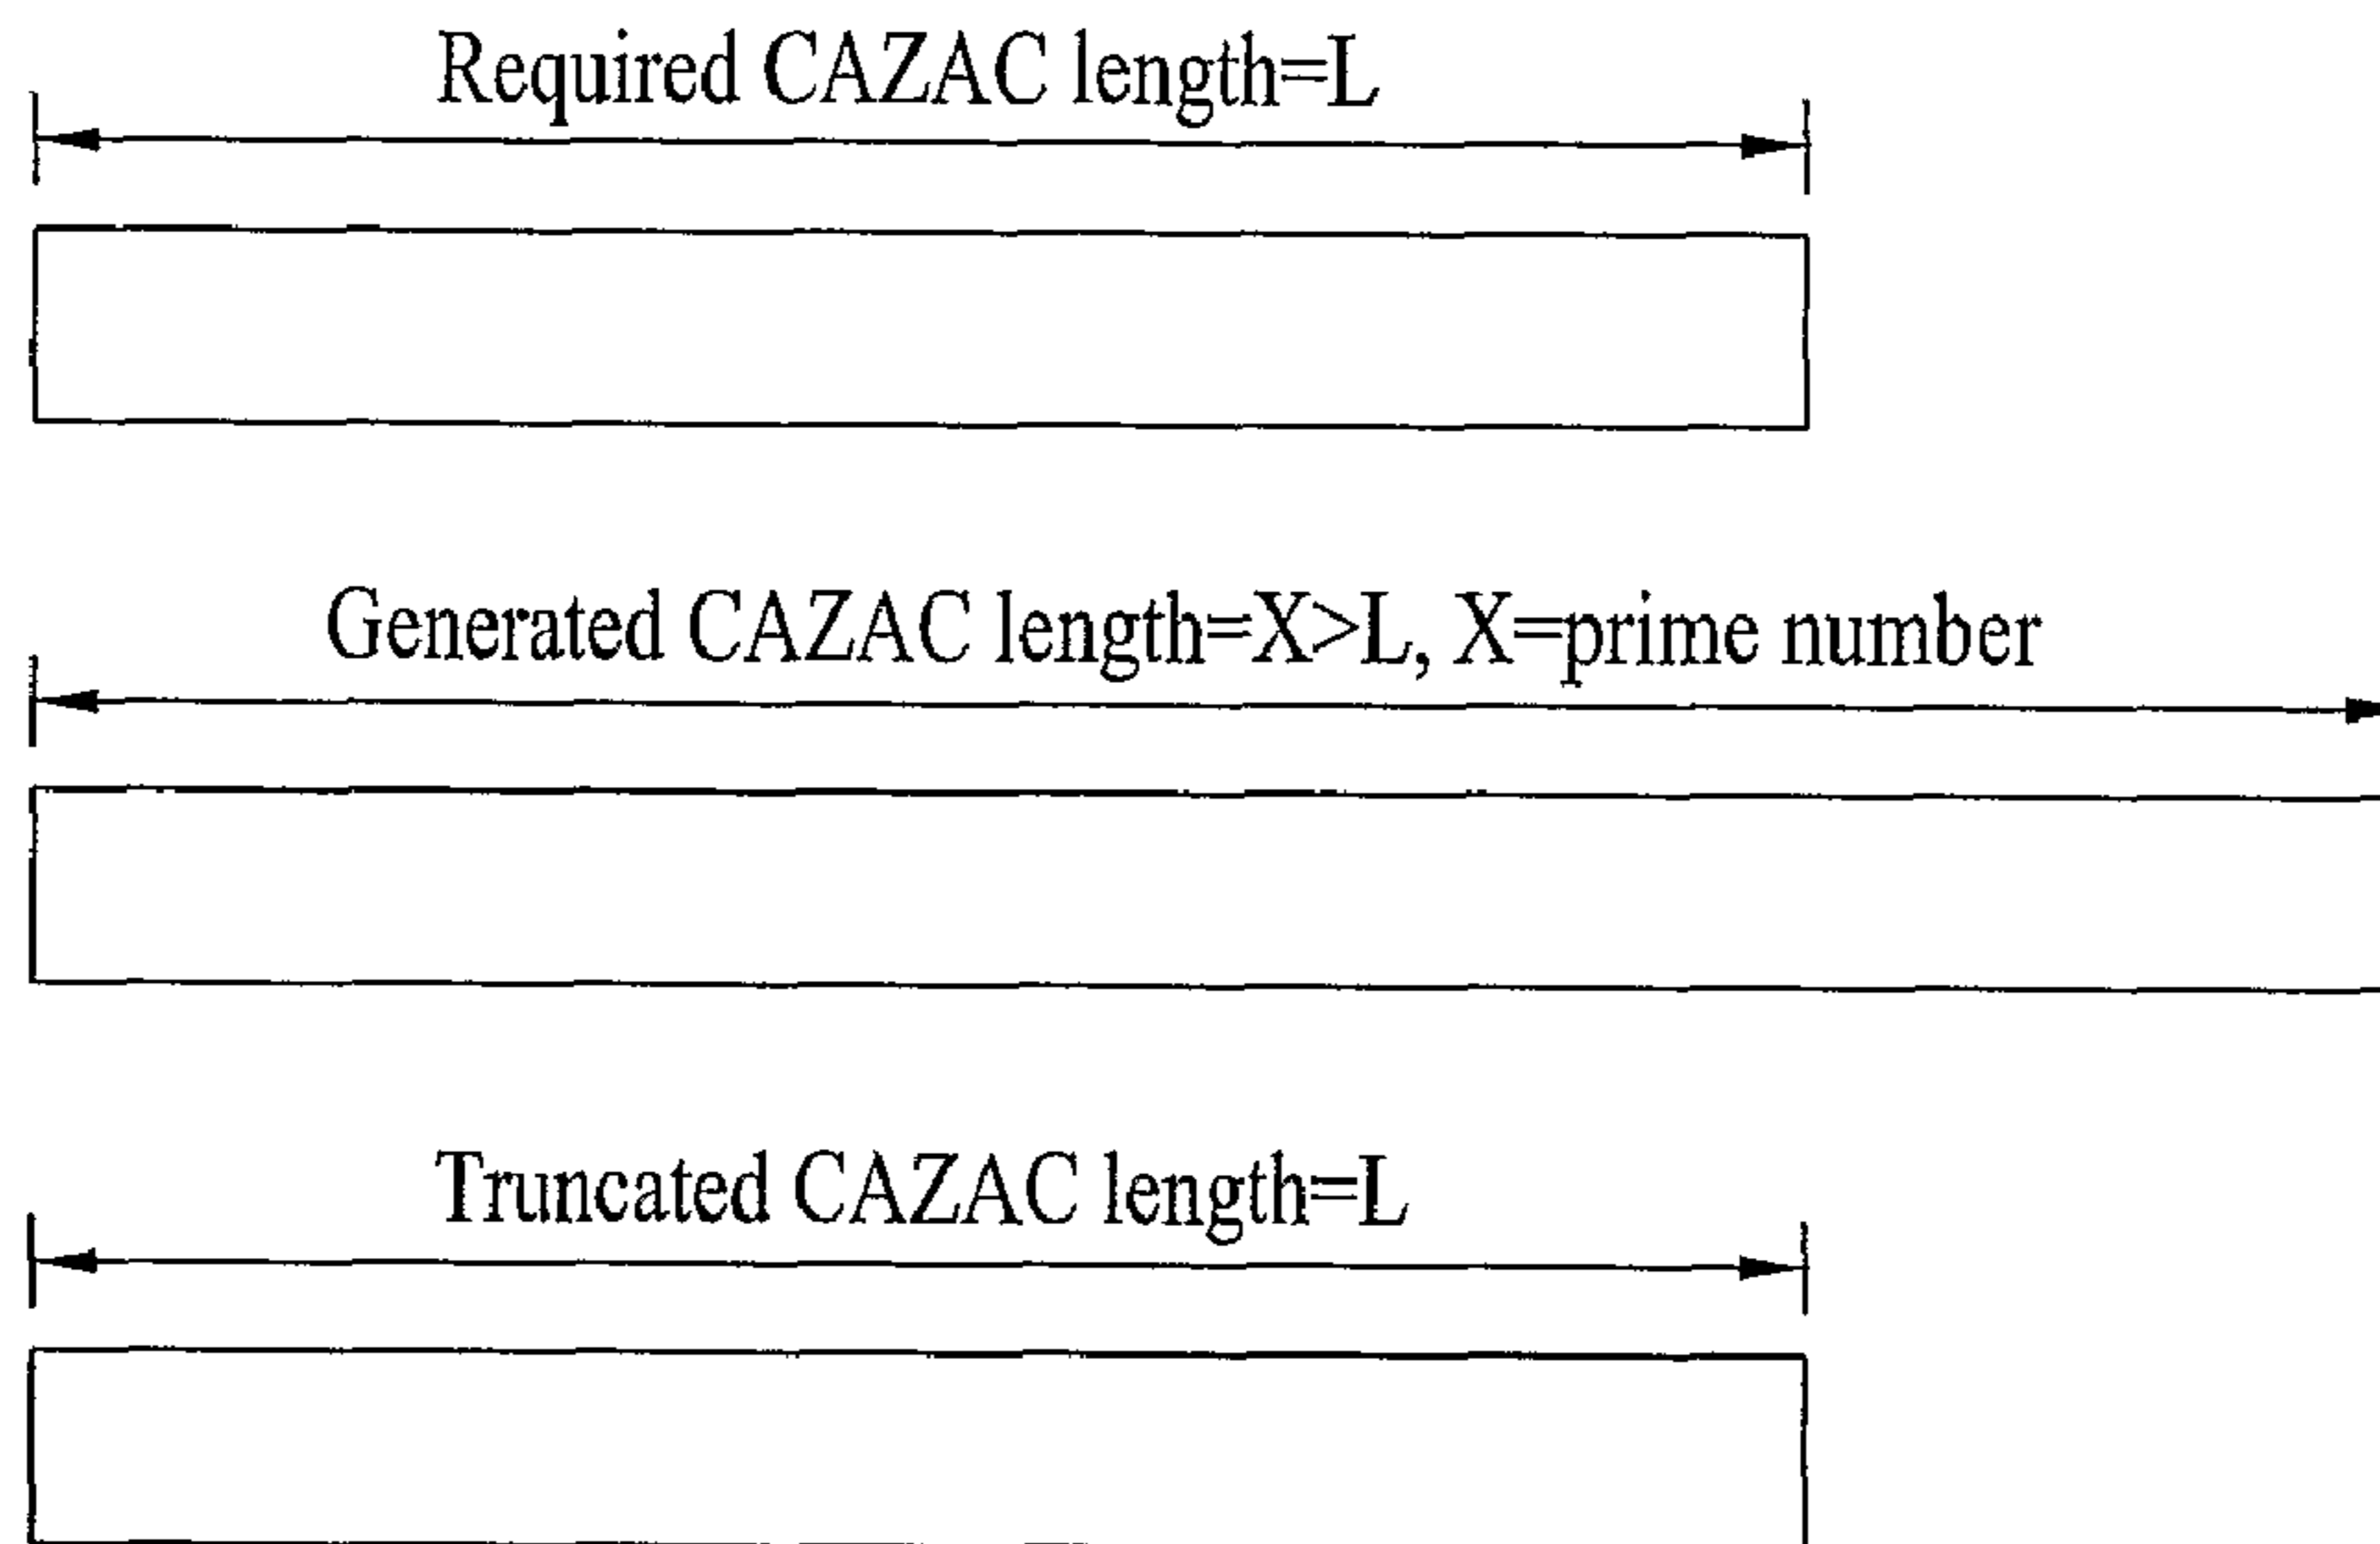 Required CAZAC length=L
Generated CAZAC length=X>L, X=prime number
Truncated CAZAC length=L